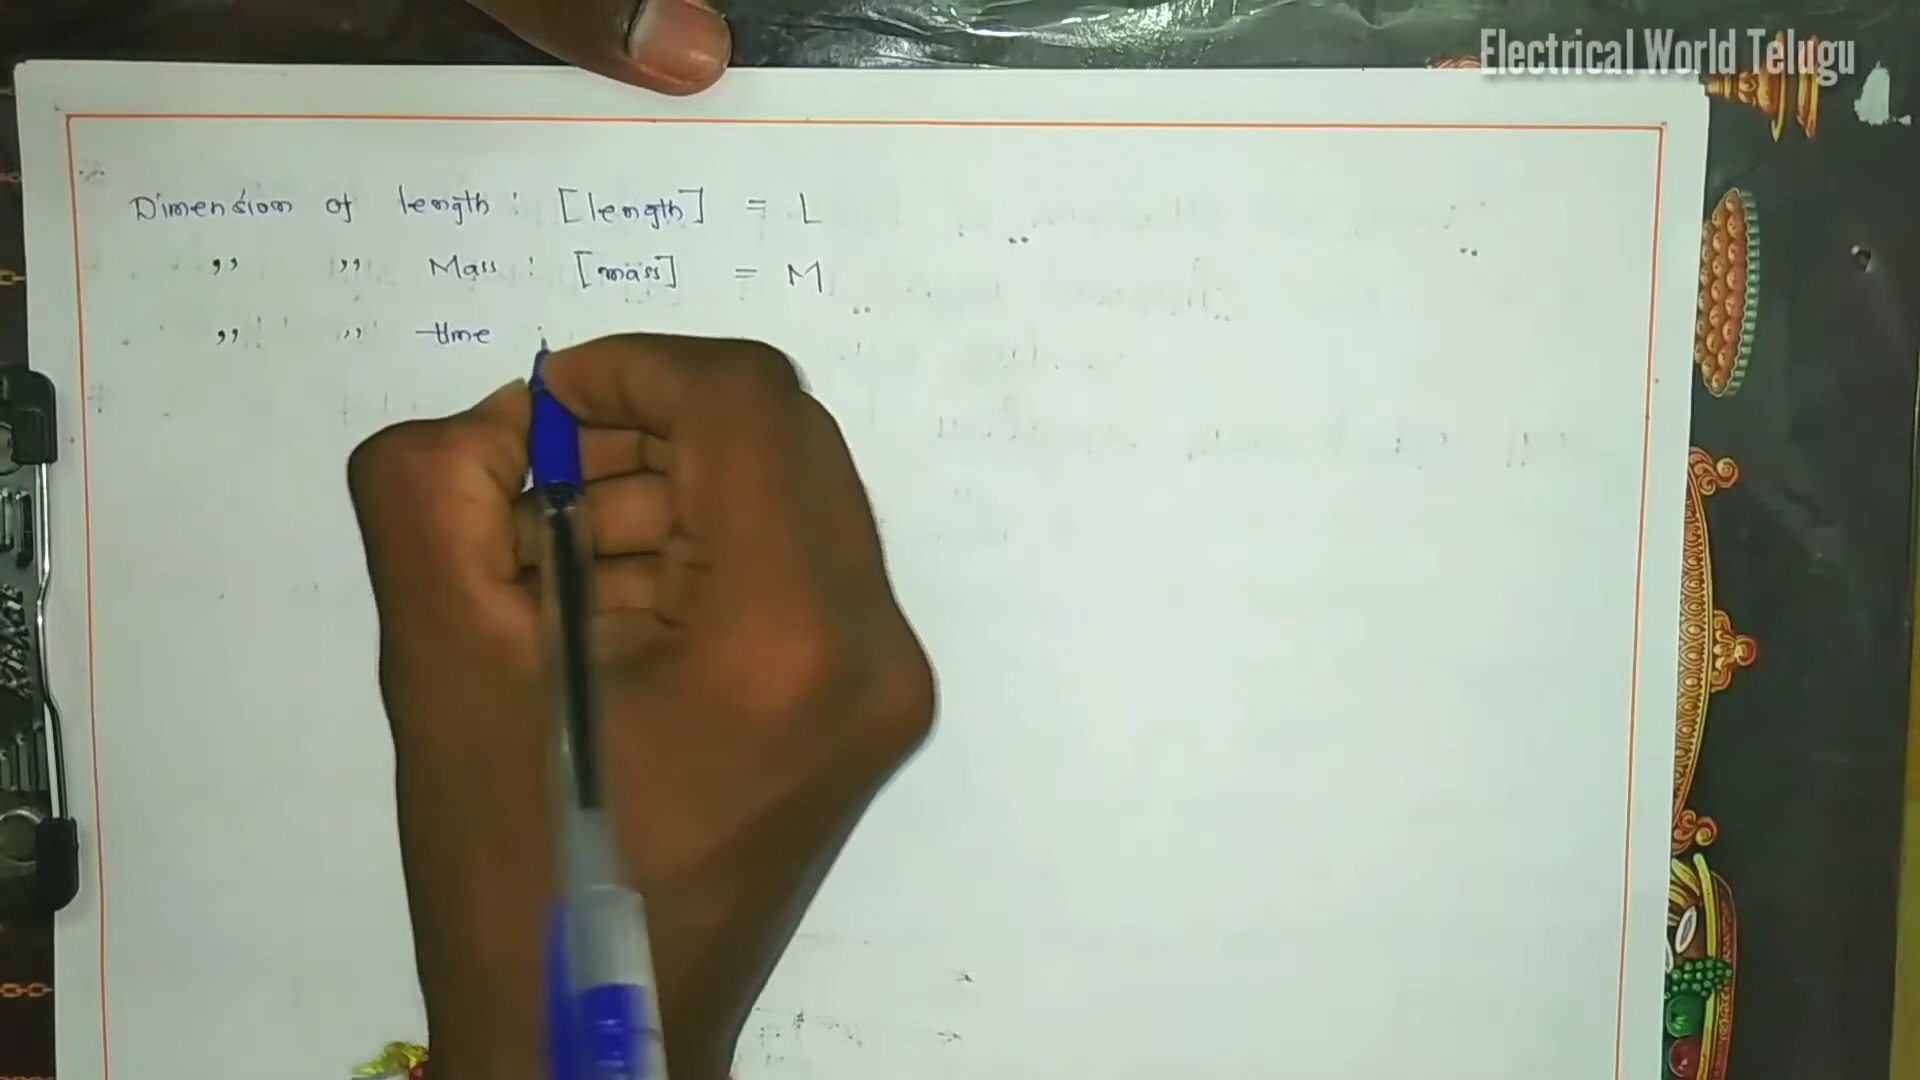 Electrical World Telugu
Dimension of length : [length] = L
,, ,, Mass : [mass] = M
,, ,, time :